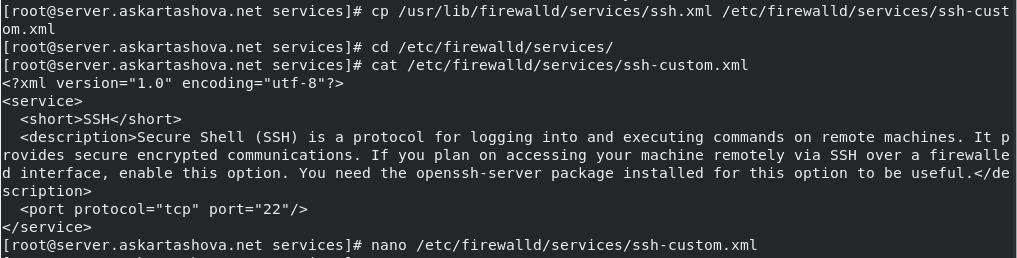 [root@server.askartashova.net services]# cp /usr/lib/firewalld/services/ssh.xml /etc/firewalld/services/ssh-cust
om.xml
[root@server.askartashova.net services]# cd /etc/firewalld/services/
[root@server.askartashova.net services]# cat /etc/firewalld/services/ssh-custom.xml
<?xml version="1.0" encoding="utf-8"?>
<service>
  <short>SSH</short>
  <description>Secure Shell (SSH) is a protocol for logging into and executing commands on remote machines. It p
rovides secure encrypted communications. If you plan on accessing your machine remotely via SSH over a firewalle
d interface, enable this option. You need the openssh-server package installed for this option to be useful.</de
scription>
  <port protocol="tcp" port="22"/>
</service>
[root@server.askartashova.net services]# nano /etc/firewalld/services/ssh-custom.xml